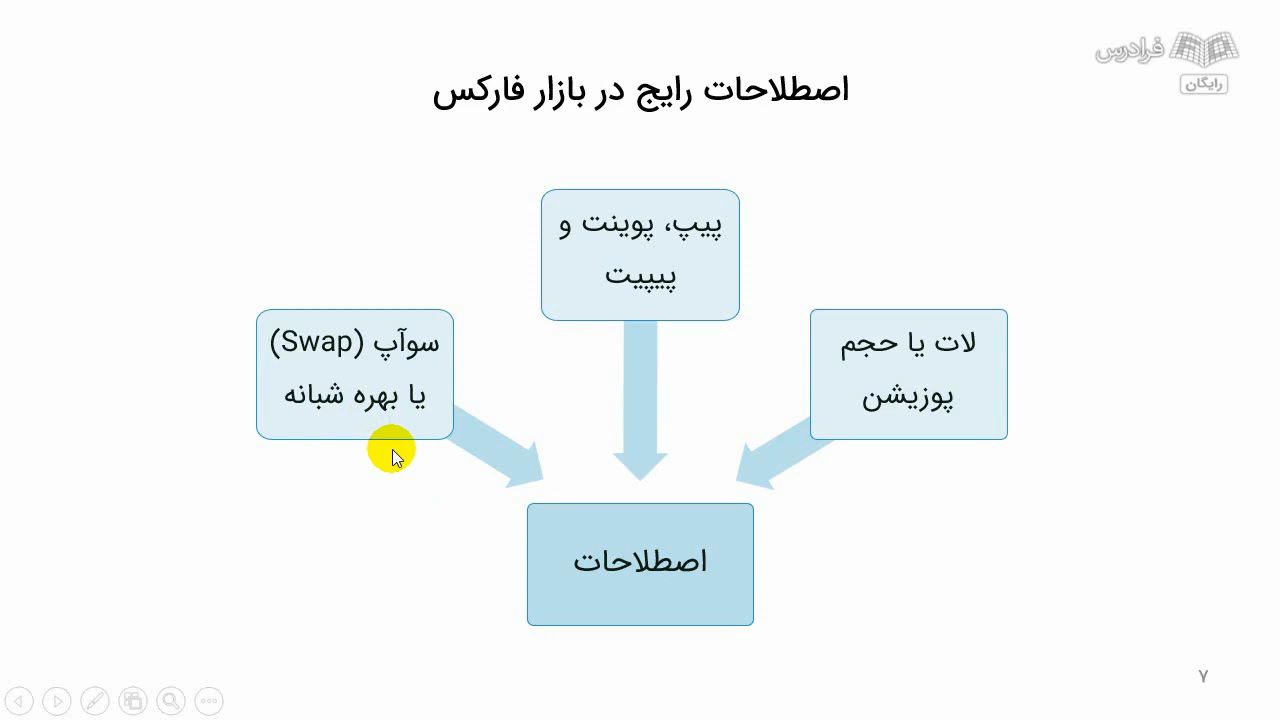 فرادرس
رایگان
اصطلاحات رایج در بازار فارکس
پیپ، پوینت و
پیپیت
لات یا حجم
پوزیشن
سوآپ (Swap)
یا بهره شبانه
اصطلاحات
۷